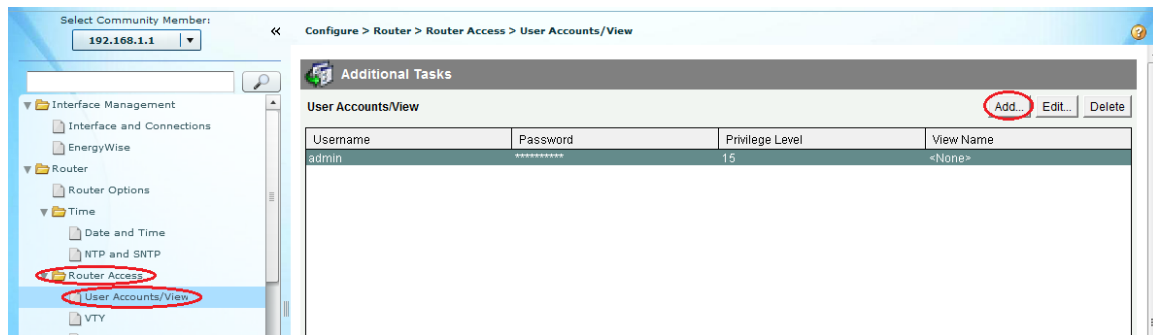 Select Community Member:
192.168.1.1
«
Configure > Router > Router Access > User Accounts/View
?
Additional Tasks
Interface Management
Interface and Connections
EnergyWise
Router
Router Options
Time
Date and Time
NTP and SNTP
Router Access
User Accounts/View
VTY
User Accounts/View
Add... Edit... Delete
Username Password Privilege Level View Name
admin ********** 15 <None>